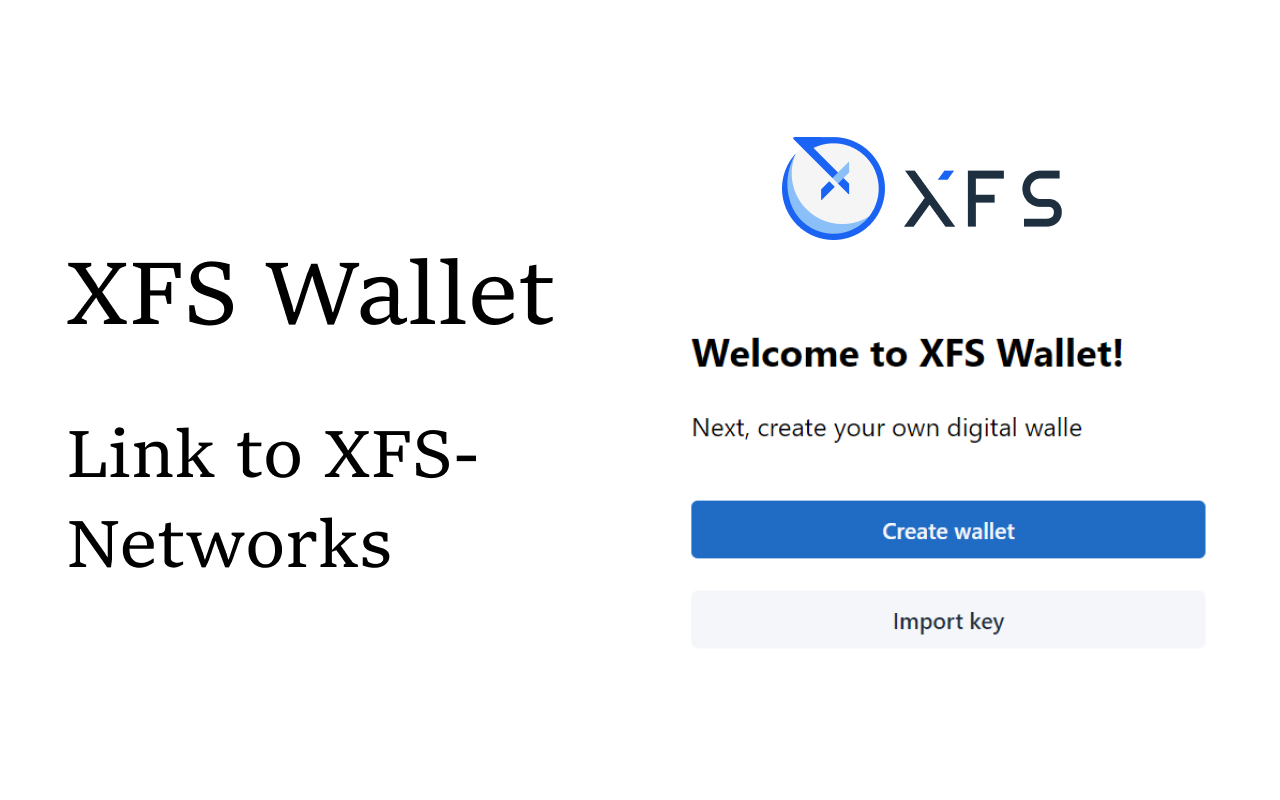 XFS Wallet
Link to XFS-
Networks
XFS
Welcome to XFS Wallet!
Next, create your own digital walle
Create wallet
Import key